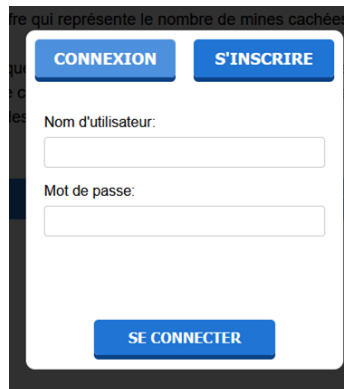 fre qui représente le nombre de mines cachées
CONNEXION
S'INSCRIRE
Nom d'utilisateur:
Mot de passe:
SE CONNECTER